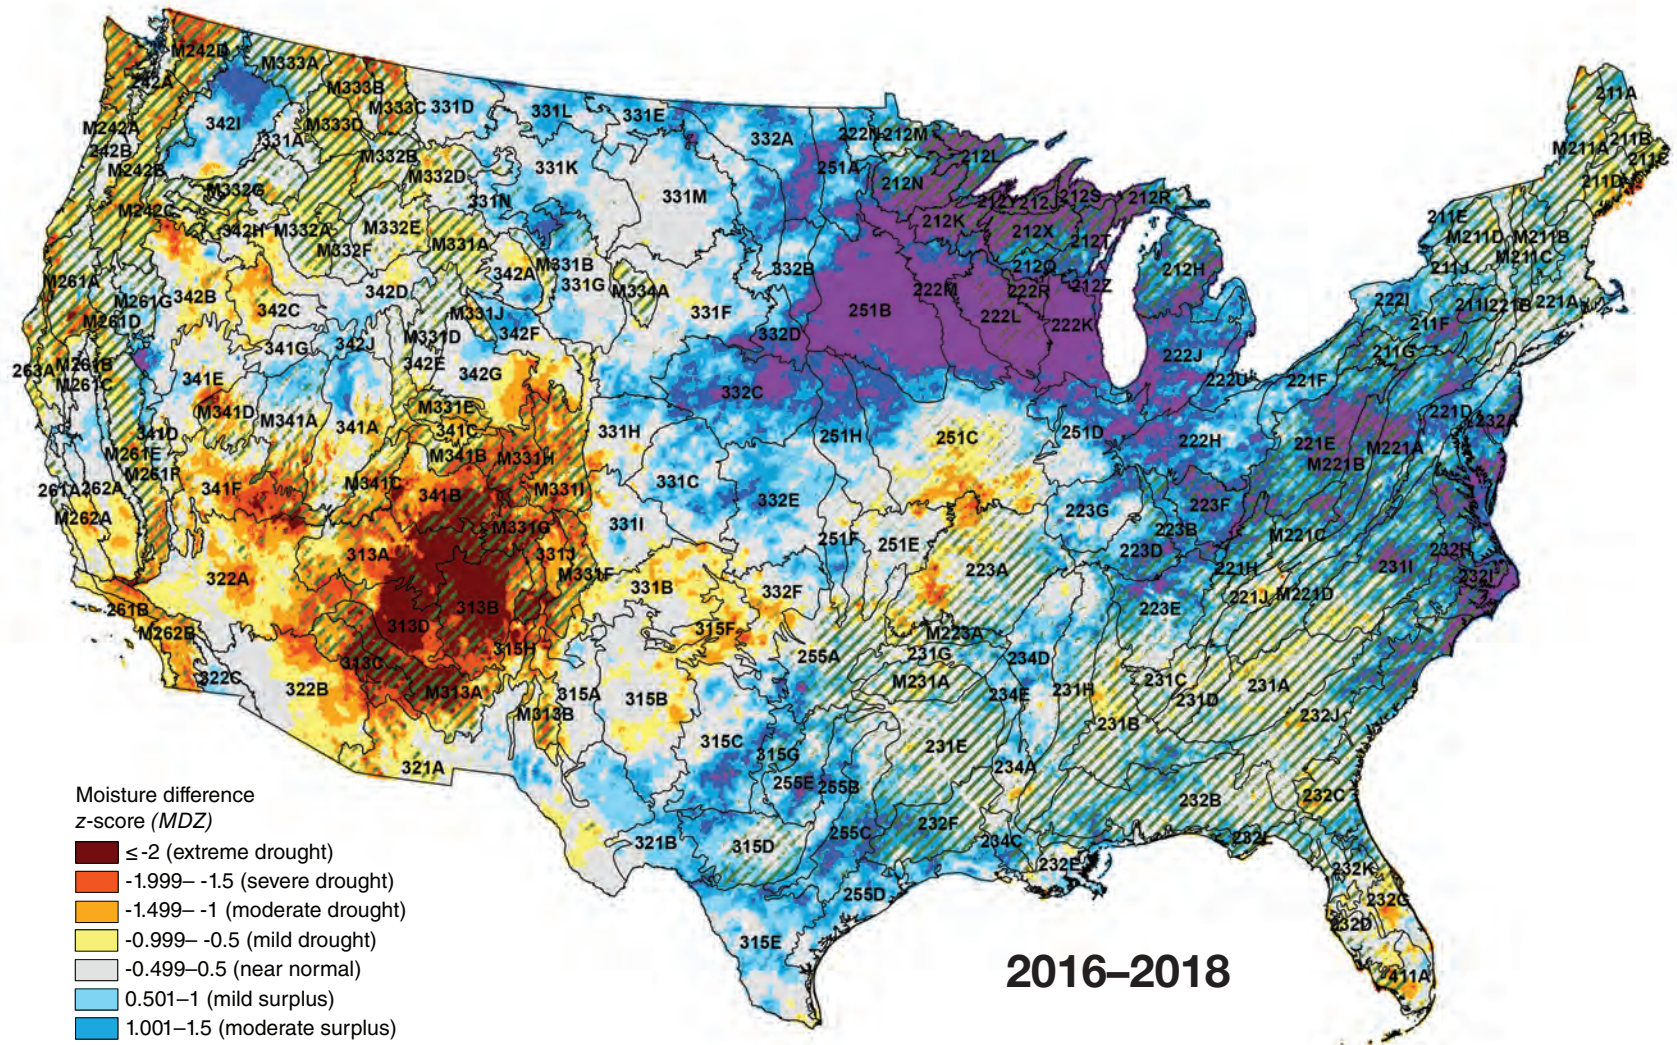 M242D
M333A
242A
M333B
M333C
331D
331L
331E
332A
222N
212M
211A
342I
M333D
M242A
331A
242B
M332B
M242B
M332D
331K
251A
212L
212N
211B
M211A
211C
211D
M332G
331N
331M
212Y
212J
212S
212R
M242C
342H
M332A
M332E
M332F
M331A
212K
212X
212T
211E
M211D
M211B
M211C
M261A
342A
M331B
331G
M334A
332B
212Q
212Z
212H
211J
M261G
342B
342D
342C
M331J
331F
251B
222M
222R
222L
222K
222I
211I
221B
221A
M261D
341G
342J
M331D
342F
332D
211F
211G
263A
M261B
M261C
341E
342E
342G
332C
222J
222U
221F
M341D
M341A
341A
M331E
341C
331H
251H
251C
251D
222H
221D
232A
341D
M261E
M261F
M341B
M331H
221E
M221B
M221A
261A
262A
341F
M341C
341B
M331I
331C
332E
223G
223F
M262A
M331G
331I
251F
251E
223B
223D
M221C
313A
331J
M331F
322A
331B
332F
223A
221H
231I
232H
232I
261B
313B
313D
223E
221J
M221D
M262B
315F
M223A
313C
315H
255A
231G
234D
322C
322B
M313A
315A
315B
M231A
234E
231H
231C
231D
231A
M313B
231B
232J
321A
315C
315G
231E
234A
255E
255B
232B
232C
321B
315D
255C
232F
234C
232L
232E
232K
255D
232G
232D
315E
411A
2016–2018
Moisture difference
z-score (MDZ)
≤ -2 (extreme drought)
-1.999– -1.5 (severe drought)
-1.499– -1 (moderate drought)
-0.999– -0.5 (mild drought)
-0.499–0.5 (near normal)
0.501–1 (mild surplus)
1.001–1.5 (moderate surplus)